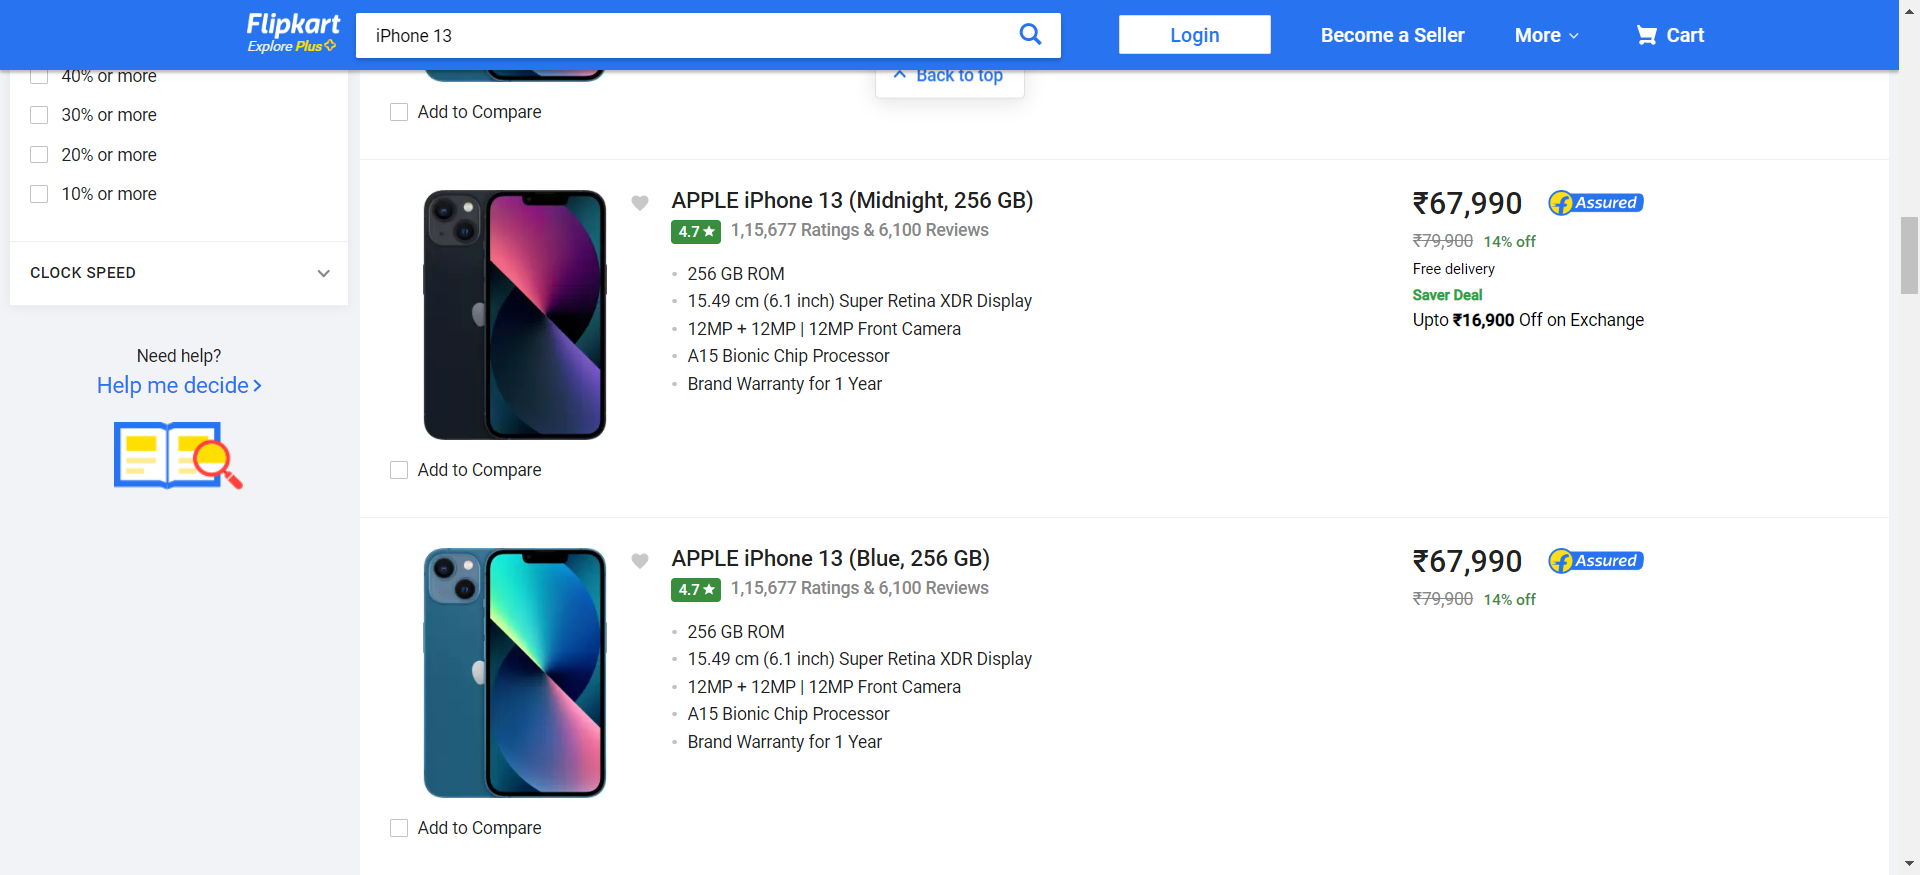 Flipkart
Explore Plus
iPhone 13
Login
Become a Seller
More
Cart
40% or more
30% or more
20% or more
10% or more
CLOCK SPEED
Need help?
Help me decide
Back to top
Add to Compare
APPLE iPhone 13 (Midnight, 256 GB)
4.7 ★ 1,15,677 Ratings & 6,100 Reviews
• 256 GB ROM
• 15.49 cm (6.1 inch) Super Retina XDR Display
• 12MP + 12MP | 12MP Front Camera
• A15 Bionic Chip Processor
• Brand Warranty for 1 Year
₹67,990 Assured
₹79,900 14% off
Free delivery
Saver Deal
Upto ₹16,900 Off on Exchange
Add to Compare
APPLE iPhone 13 (Blue, 256 GB)
4.7 ★ 1,15,677 Ratings & 6,100 Reviews
• 256 GB ROM
• 15.49 cm (6.1 inch) Super Retina XDR Display
• 12MP + 12MP | 12MP Front Camera
• A15 Bionic Chip Processor
• Brand Warranty for 1 Year
₹67,990 Assured
₹79,900 14% off
Add to Compare